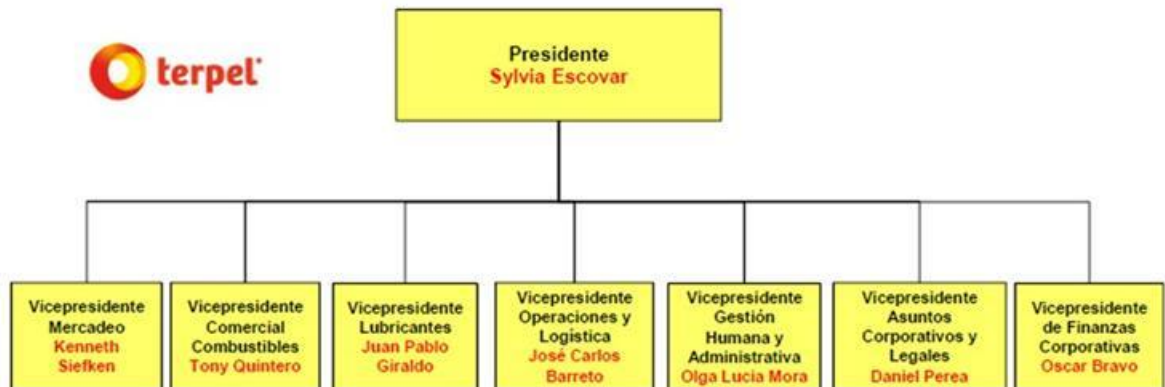 terpel
Presidente
Sylvia Escovar
Vicepresidente
Mercadeo
Kenneth
Siefken
Vicepresidente
Comercial
Combustibles
Tony Quintero
Vicepresidente
Lubricantes
Juan Pablo
Giraldo
Vicepresidente
Operaciones y
Logística
José Carlos
Barreto
Vicepresidente
Gestión
Humana y
Administrativa
Olga Lucia Mora
Vicepresidente
Asuntos
Corporativos y
Legales
Daniel Perea
Vicepresidente
de Finanzas
Corporativas
Oscar Bravo